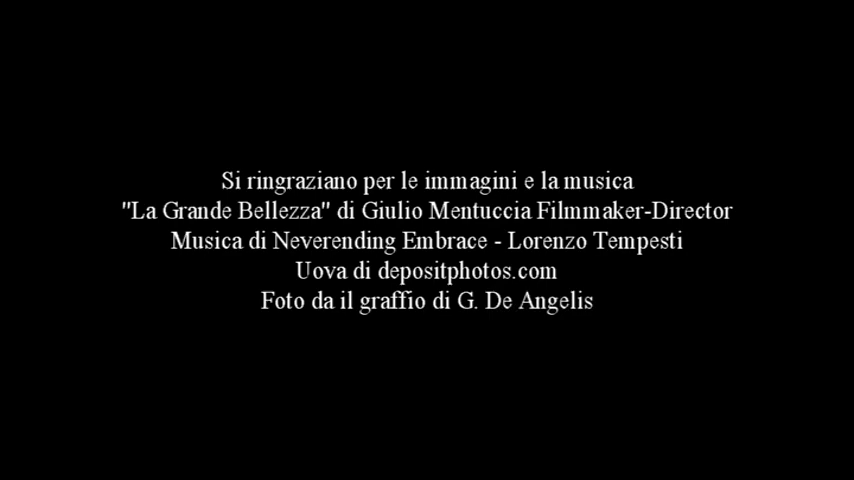 Si ringraziano per le immagini e la musica
"La Grande Bellezza" di Giulio Mentuccia Filmmaker-Director
Musica di Neverending Embrace - Lorenzo Tempesti
Uova di depositphotos.com
Foto da il graffio di G. De Angelis